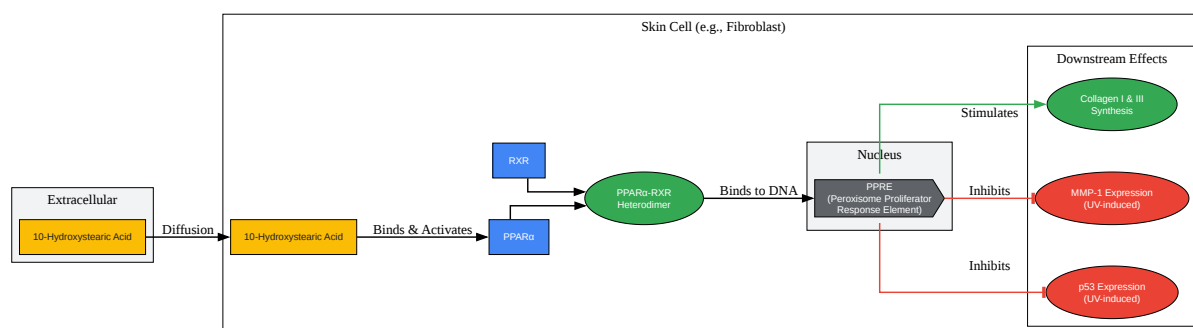 Skin Cell (e.g., Fibroblast)
Extracellular
10-Hydroxystearic Acid
Diffusion
10-Hydroxystearic Acid
Binds & Activates
RXR
PPARα
PPARα-RXR
Heterodimer
Binds to DNA
Nucleus
PPRE
(Peroxisome Proliferator
Response Element)
Stimulates
Inhibits
Inhibits
Downstream Effects
Collagen I & III
Synthesis
MMP-1 Expression
(UV-induced)
p53 Expression
(UV-induced)